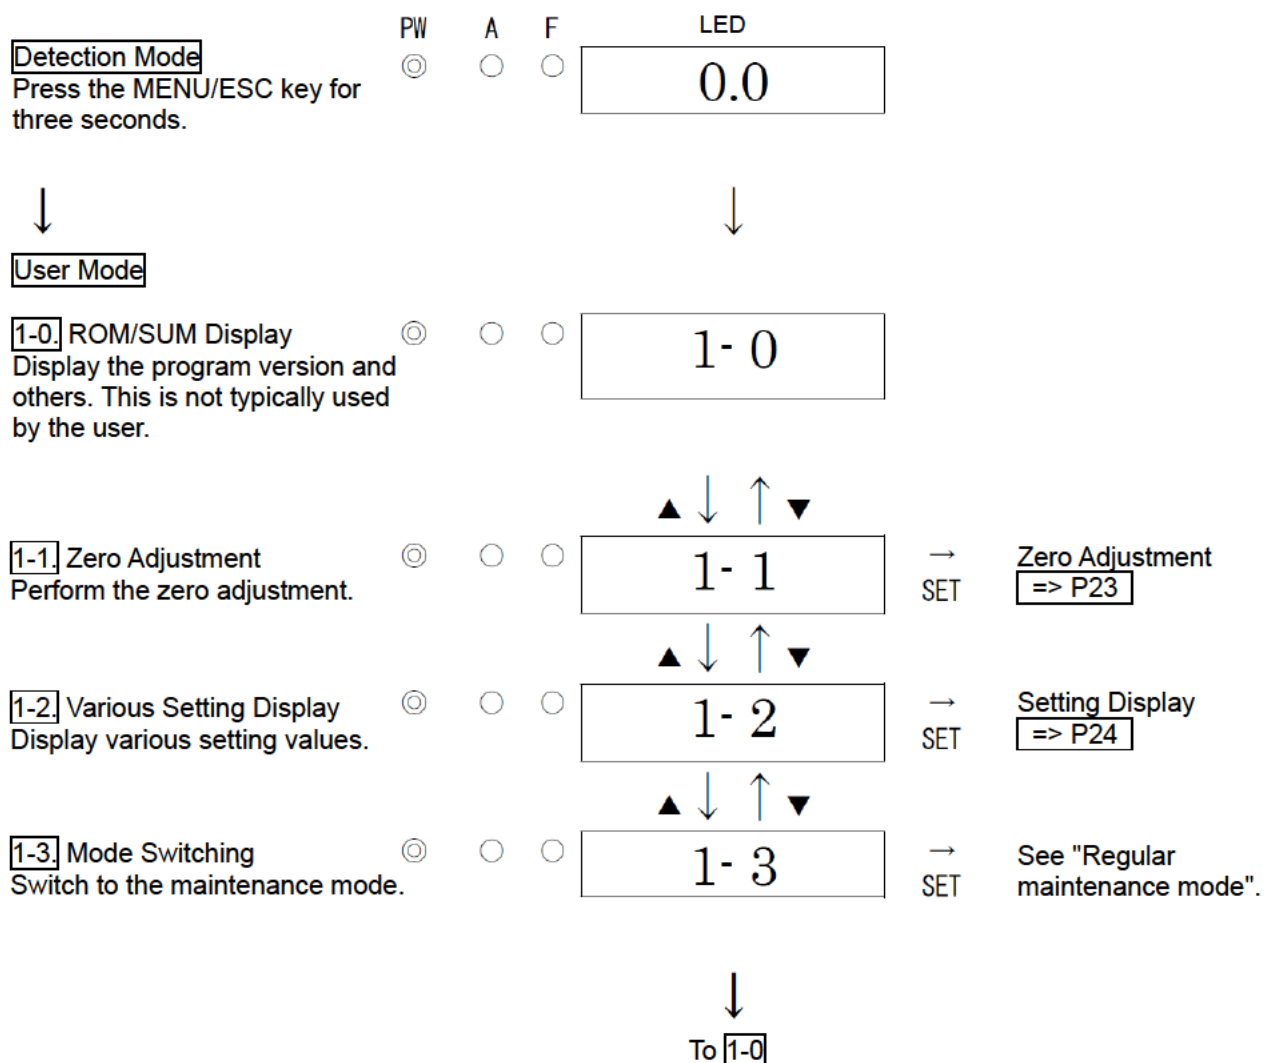 PW A F LED
Detection Mode
Press the MENU/ESC key for
three seconds.
0.0
User Mode
1-0. ROM/SUM Display
Display the program version and
others. This is not typically used
by the user.
1- 0
1-1. Zero Adjustment
Perform the zero adjustment.
1- 1
SET
Zero Adjustment
=> P23
1-2. Various Setting Display
Display various setting values.
1- 2
SET
Setting Display
=> P24
1-3. Mode Switching
Switch to the maintenance mode.
1- 3
SET
See "Regular
maintenance mode".
To 1-0